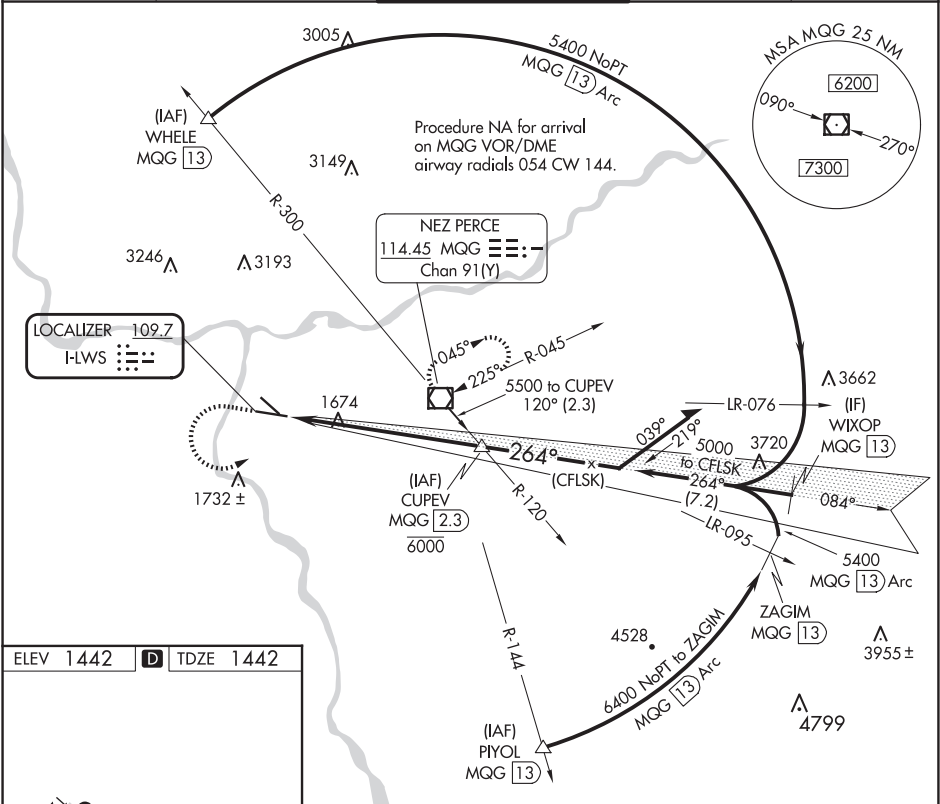 3005
5400 NoPT
MQG 13 Arc
MSA MQG 25 NM
6200
090°
270°
7300
(IAF)
WHELE
MQG 13
Procedure NA for arrival
on MQG VOR/DME
airway radials 054 CW 144.
3149
R-300
NEZ PERCE
114.45 MQG
Chan 91(Y)
3246
3193
LOCALIZER 109.7
I-LWS
045°
R-045
225°
5500 to CUPEV
120° (2.3)
3662
LR-076
(IF)
WIXOP
MQG 13
1674
039°
219°
5000
to CFLSK
3720
264°
(CFLSK)
264°
(7.2)
084°
1732 ±
(IAF)
CUPEV
MQG 2.3
6000
R-120
LR-095
5400
MQG 13 Arc
ZAGIM
MQG 13
R-144
4528
3955 ±
6400 NoPT to ZAGIM
MQG 13 Arc
4799
(IAF)
PIYOL
MQG 13
ELEV 1442 D TDZE 1442